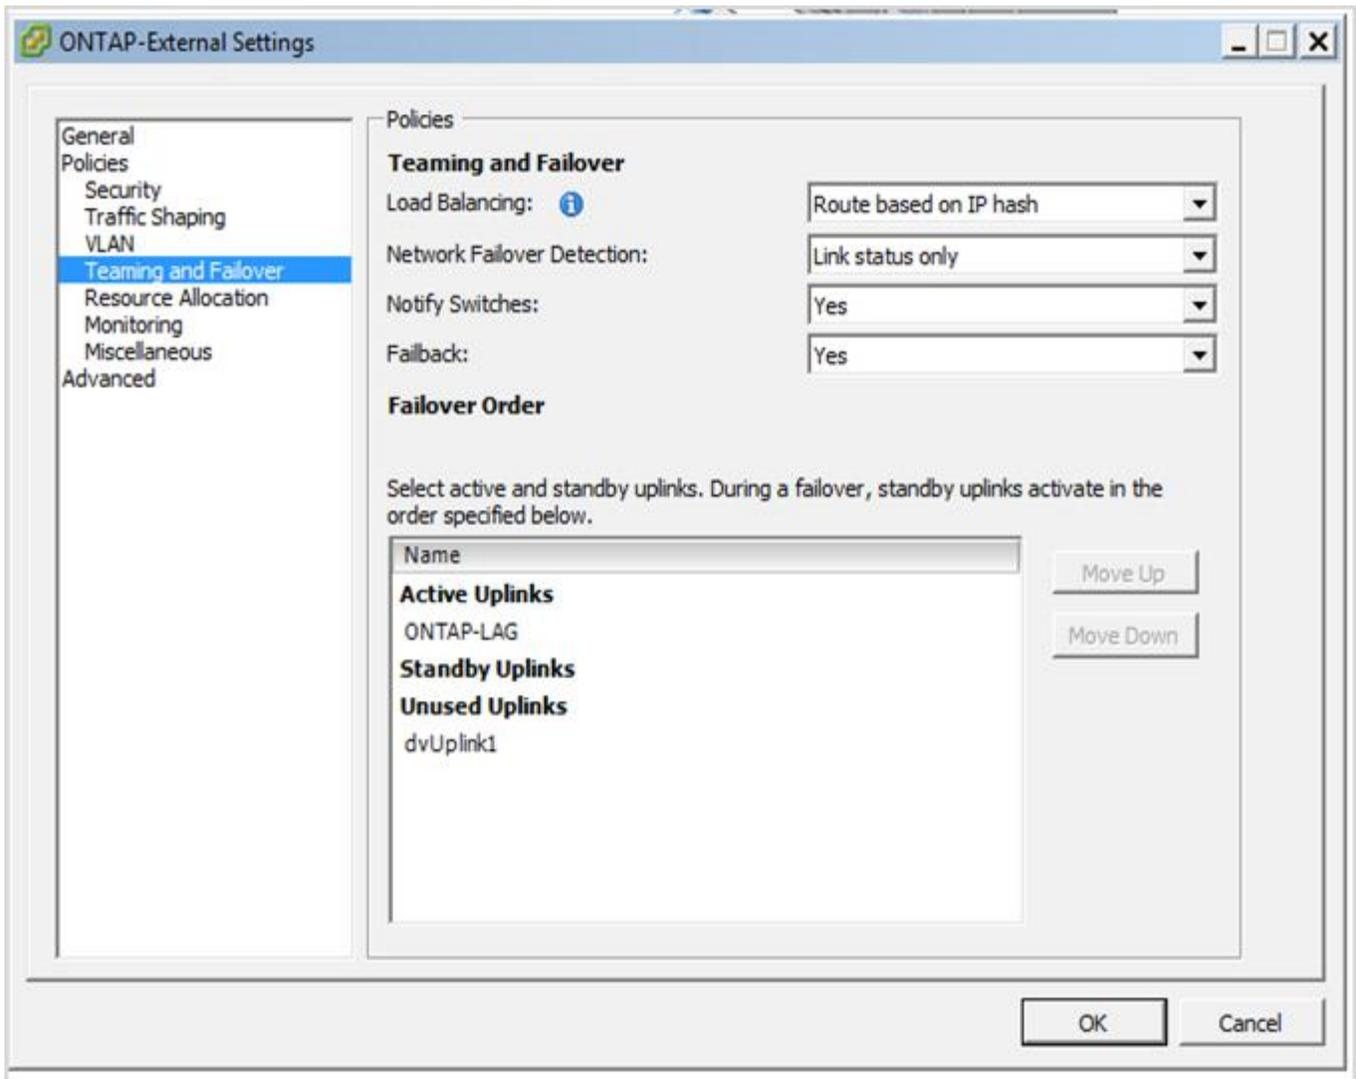 ONTAP-External Settings
General
Policies
Security
Traffic Shaping
VLAN
Teaming and Failover
Resource Allocation
Monitoring
Miscellaneous
Advanced
Policies
Teaming and Failover
Load Balancing: Route based on IP hash
Network Failover Detection: Link status only
Notify Switches: Yes
Failback: Yes
Failover Order
Select active and standby uplinks. During a failover, standby uplinks activate in the
order specified below.
Name
Active Uplinks
ONTAP-LAG
Standby Uplinks
Unused Uplinks
dvUplink1
Move Up
Move Down
OK
Cancel